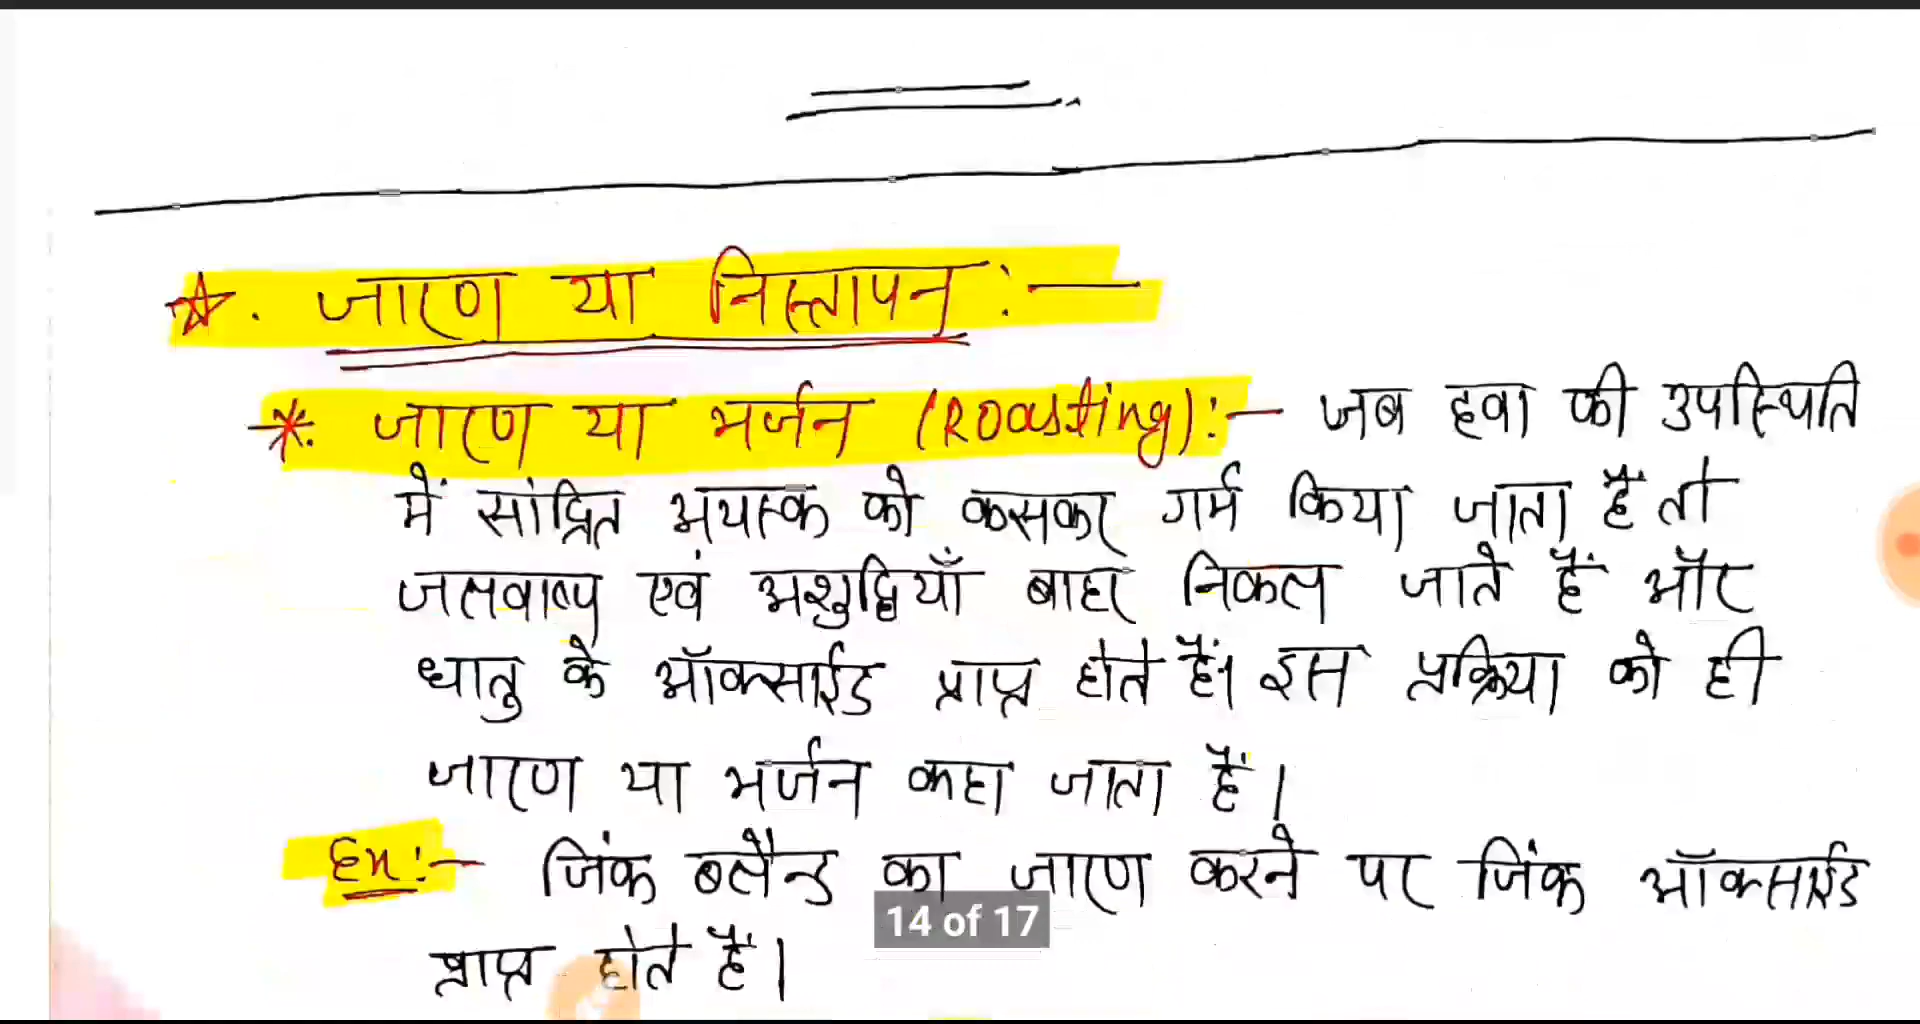 ☆. जारण या निस्तापन :—
*. जारण या भर्जन (Roasting):— जब हवा की उपस्थिति
में सांद्रित अयस्क को कसकर गर्म किया जाता है तो
जलवाष्प एवं अशुद्धियाँ बाहर निकल जाते हैं और
धातु के ऑक्साईड प्राप्त होते हैं। इस प्रक्रिया को ही
जारण या भर्जन कहा जाता हैं।
Ex:— जिंक ब्लैन्ड का जारण करने पर जिंक ऑक्साईड
14 of 17
प्राप्त होते हैं।